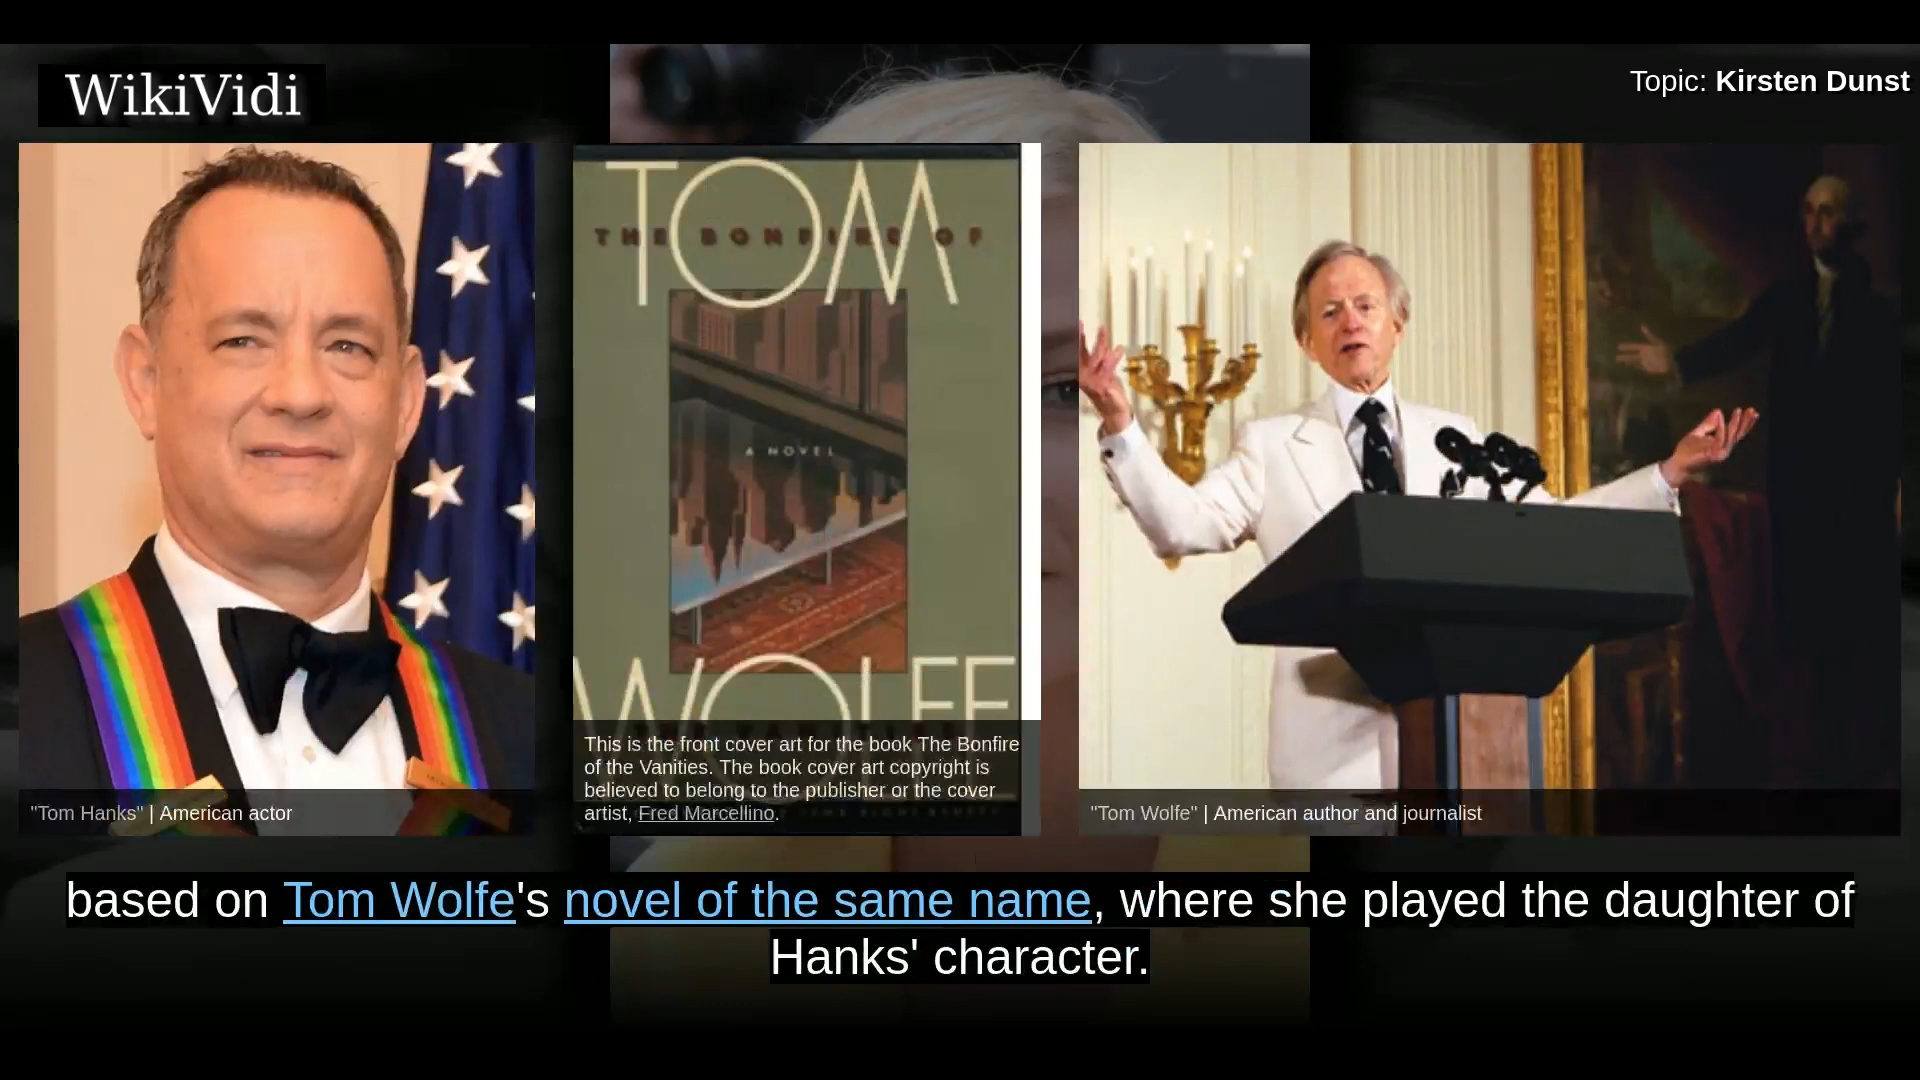 WikiVidi
Topic: Kirsten Dunst
TOM
THE BONFIRE OF
A NOVEL
WOLFE
This is the front cover art for the book The Bonfire
of the Vanities. The book cover art copyright is
believed to belong to the publisher or the cover
artist, Fred Marcellino.
"Tom Hanks" | American actor
"Tom Wolfe" | American author and journalist
based on Tom Wolfe's novel of the same name, where she played the daughter of
Hanks' character.